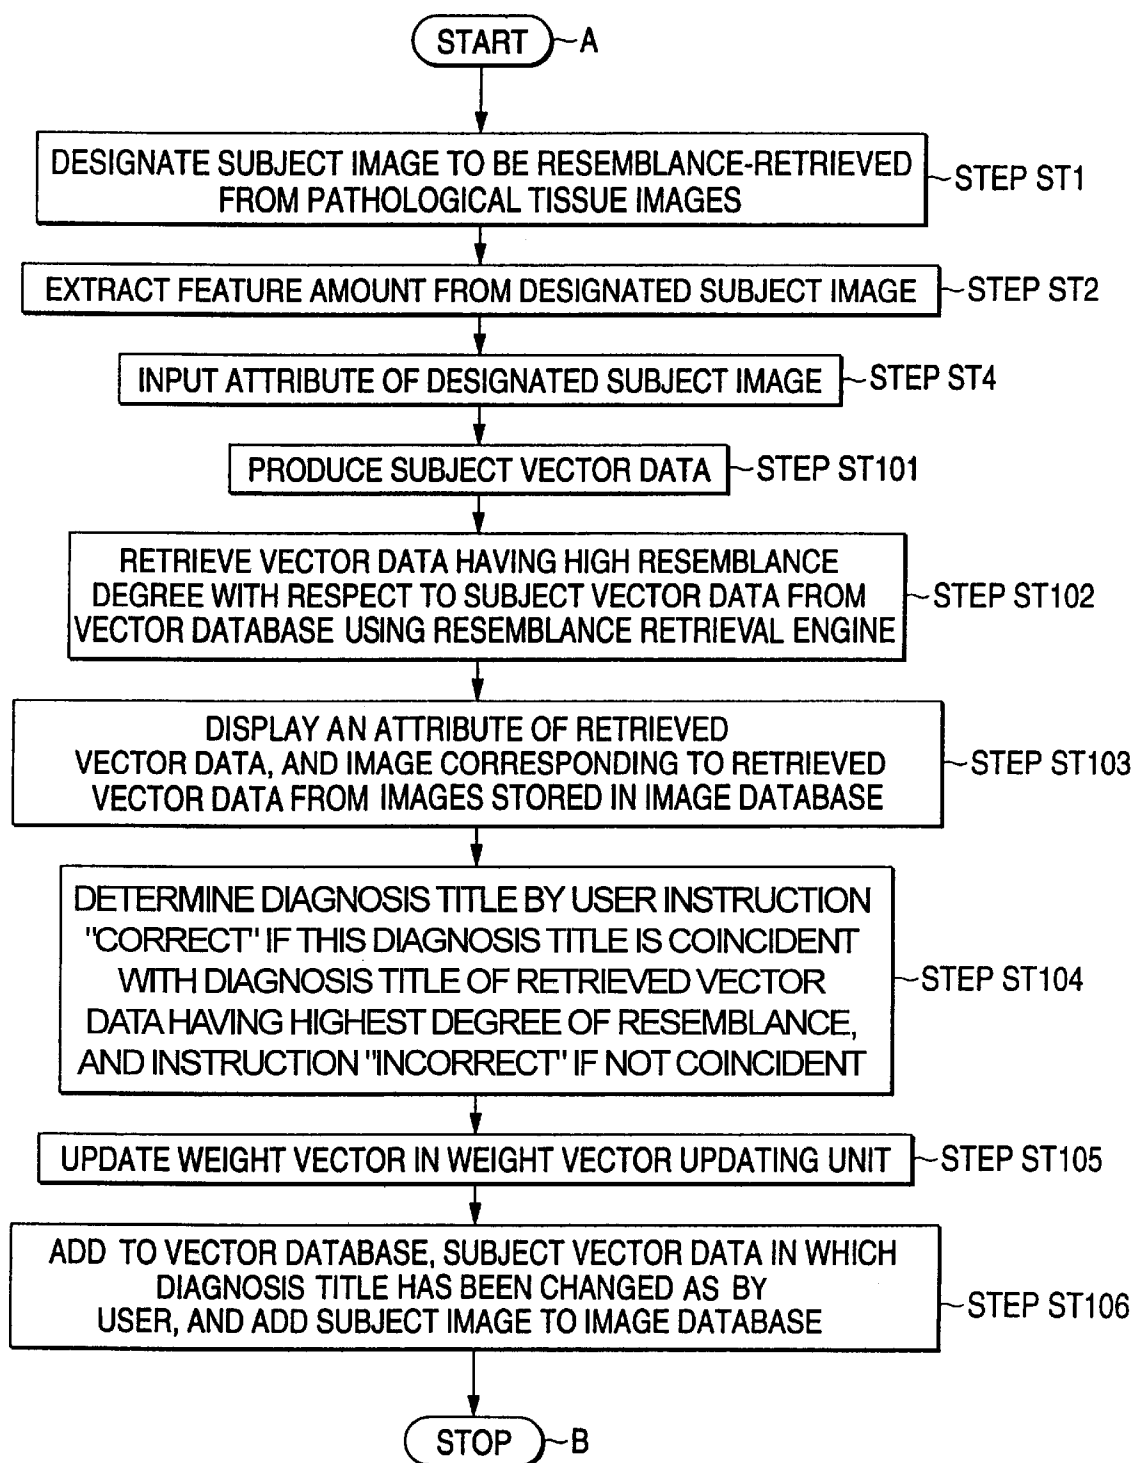 START A
DESIGNATE SUBJECT IMAGE TO BE RESEMBLANCE-RETRIEVED
FROM PATHOLOGICAL TISSUE IMAGES
STEP ST1
EXTRACT FEATURE AMOUNT FROM DESIGNATED SUBJECT IMAGE
STEP ST2
INPUT ATTRIBUTE OF DESIGNATED SUBJECT IMAGE
STEP ST4
PRODUCE SUBJECT VECTOR DATA
STEP ST101
RETRIEVE VECTOR DATA HAVING HIGH RESEMBLANCE
DEGREE WITH RESPECT TO SUBJECT VECTOR DATA FROM
VECTOR DATABASE USING RESEMBLANCE RETRIEVAL ENGINE
STEP ST102
DISPLAY AN ATTRIBUTE OF RETRIEVED
VECTOR DATA, AND IMAGE CORRESPONDING TO RETRIEVED
VECTOR DATA FROM IMAGES STORED IN IMAGE DATABASE
STEP ST103
DETERMINE DIAGNOSIS TITLE BY USER INSTRUCTION
"CORRECT" IF THIS DIAGNOSIS TITLE IS COINCIDENT
WITH DIAGNOSIS TITLE OF RETRIEVED VECTOR
DATA HAVING HIGHEST DEGREE OF RESEMBLANCE,
AND INSTRUCTION "INCORRECT" IF NOT COINCIDENT
STEP ST104
UPDATE WEIGHT VECTOR IN WEIGHT VECTOR UPDATING UNIT
STEP ST105
ADD TO VECTOR DATABASE, SUBJECT VECTOR DATA IN WHICH
DIAGNOSIS TITLE HAS BEEN CHANGED AS BY
USER, AND ADD SUBJECT IMAGE TO IMAGE DATABASE
STEP ST106
STOP B